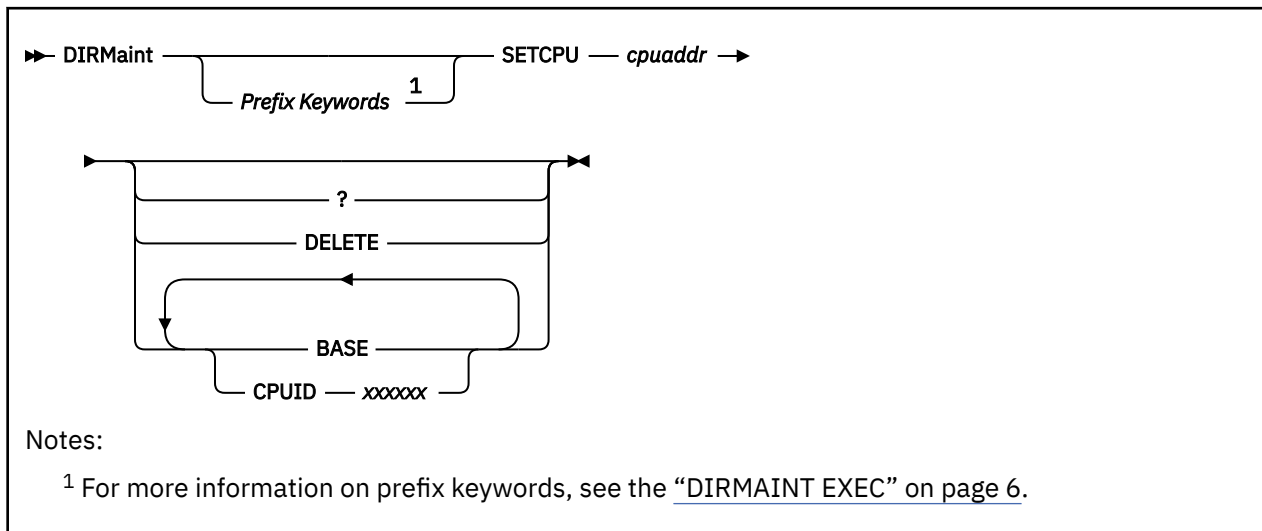 DIRMaint SETCPU cpuaddr
Prefix Keywords 1
?
DELETE
BASE
CPUID xxxxxx
Notes:
1 For more information on prefix keywords, see the “DIRMAINT EXEC” on page 6.